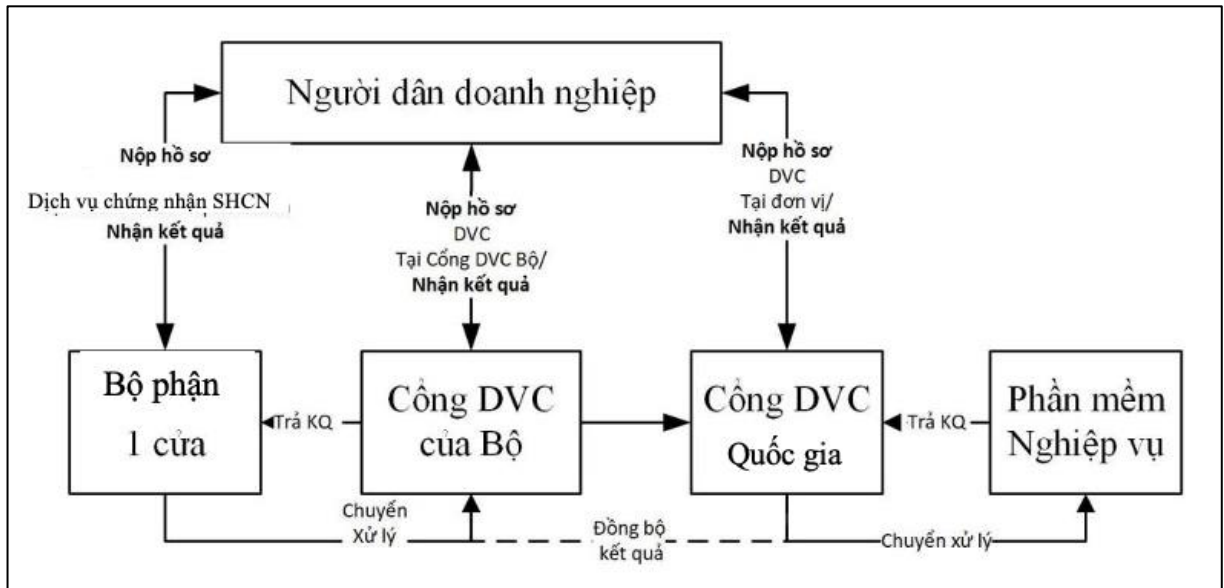 Người dân doanh nghiệp
Nộp hồ sơ
Dịch vụ chứng nhận SHCN
Nhận kết quả
Nộp hồ sơ
DVC
Tại Cổng DVC Bộ/
Nhận kết quả
Nộp hồ sơ
DVC
Tại đơn vị/
Nhận kết quả
Bộ phận
1 cửa
Trả KQ
Cổng DVC
của Bộ
Cổng DVC
Quốc gia
Trả KQ
Phần mềm
Nghiệp vụ
Chuyển
Xử lý
Đồng bộ
kết quả
Chuyển xử lý